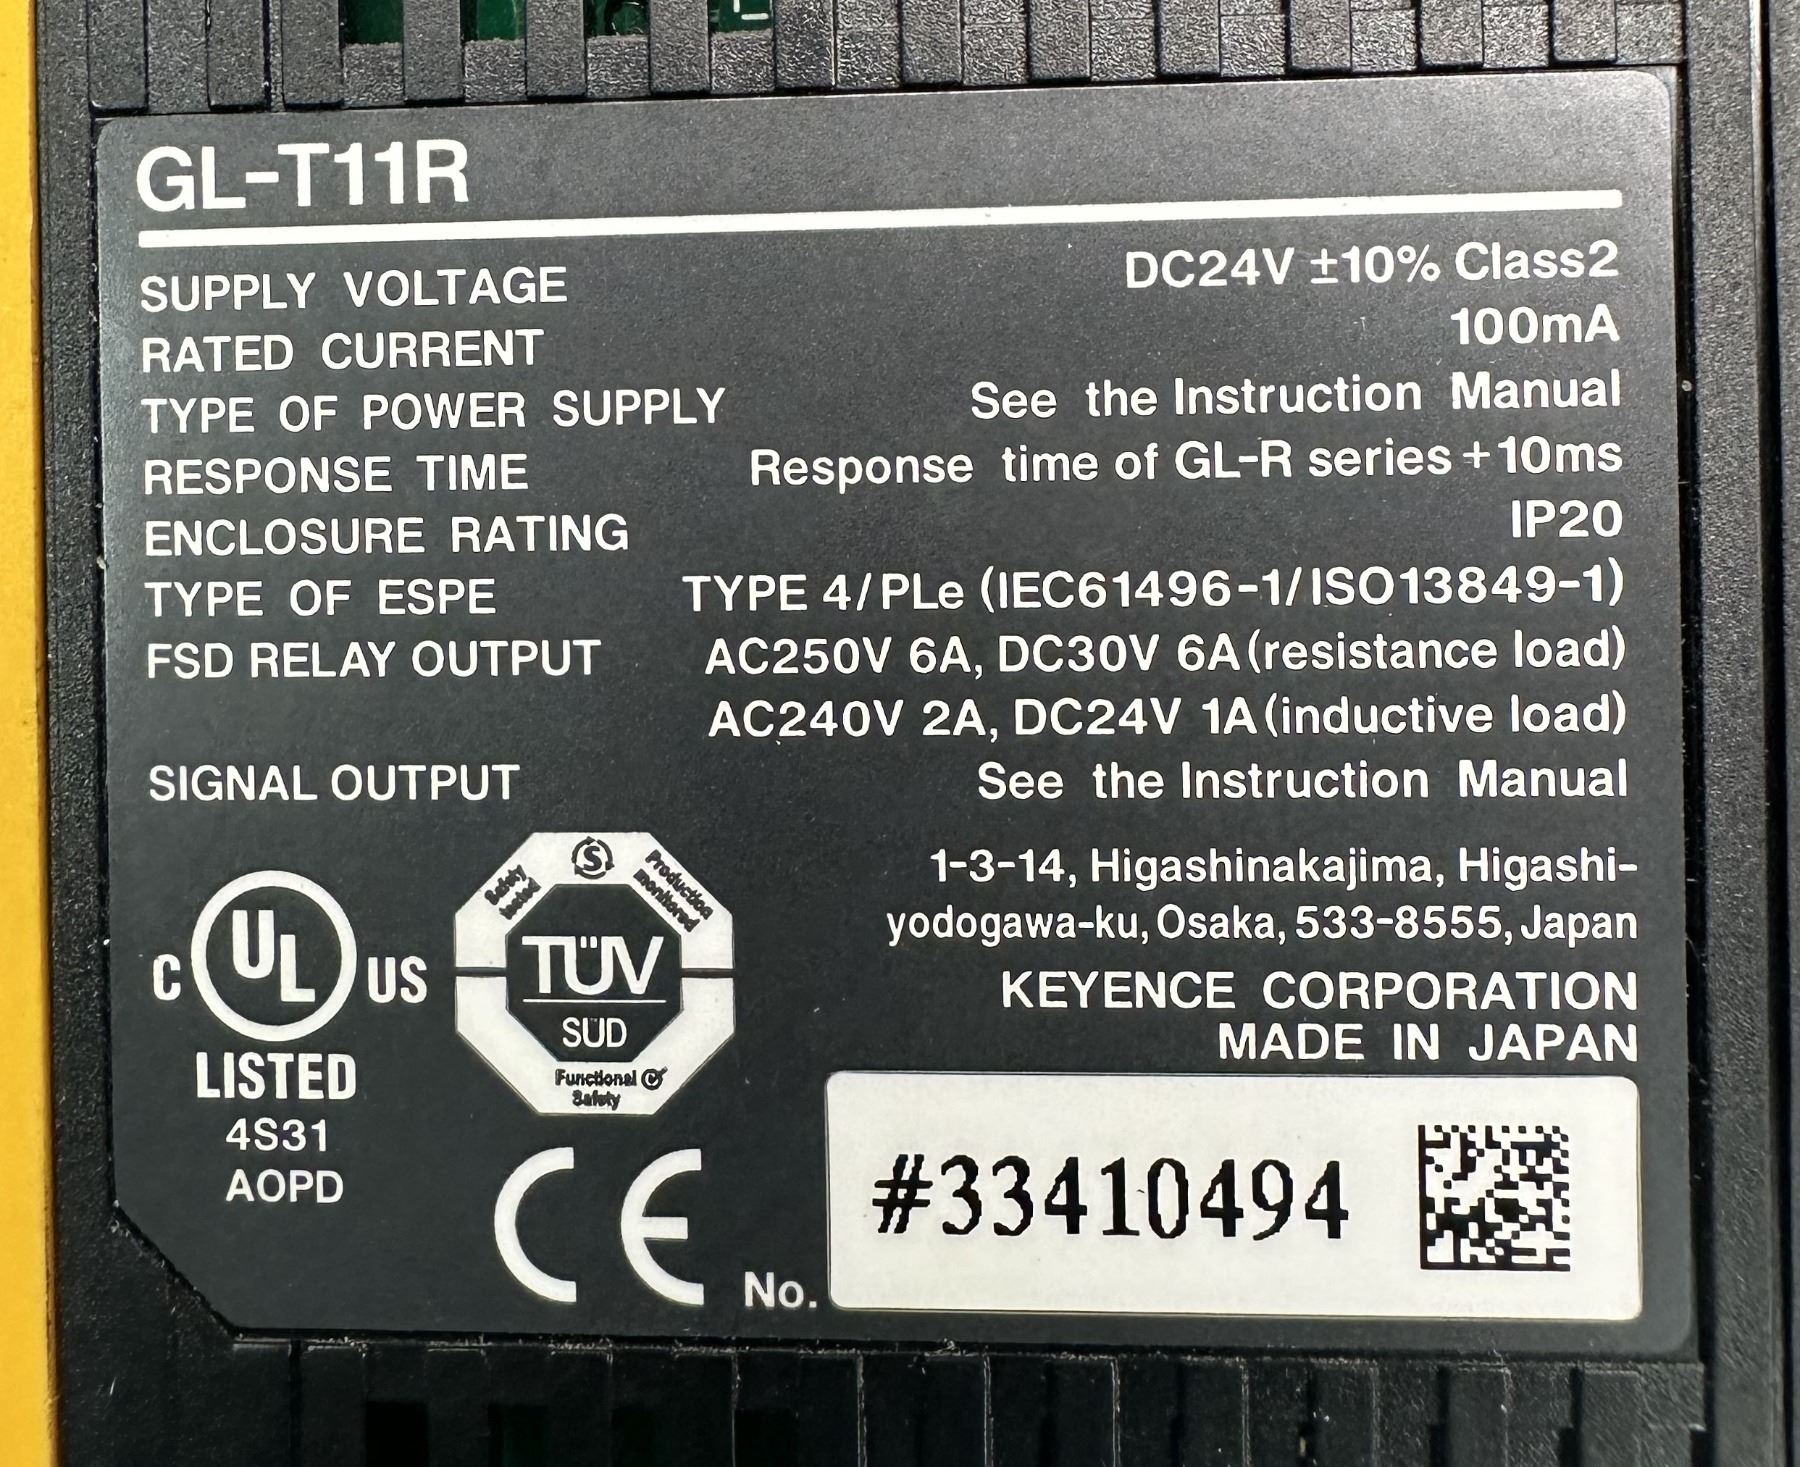 GL-T11R
SUPPLY VOLTAGE DC24V ±10% Class2
RATED CURRENT 100mA
TYPE OF POWER SUPPLY See the Instruction Manual
RESPONSE TIME Response time of GL-R series +10ms
ENCLOSURE RATING IP20
TYPE OF ESPE TYPE 4/PLe (IEC61496-1/ISO13849-1)
FSD RELAY OUTPUT AC250V 6A, DC30V 6A (resistance load)
AC240V 2A, DC24V 1A (inductive load)
SIGNAL OUTPUT See the Instruction Manual
1-3-14, Higashinakajima, Higashi-
yodogawa-ku, Osaka, 533-8555, Japan
KEYENCE CORPORATION
MADE IN JAPAN
C UL US
LISTED
4S31
AOPD
Safety
tested
S
Production
monitored
TÜV
SÜD
Functional
Safety
CE
No. #33410494